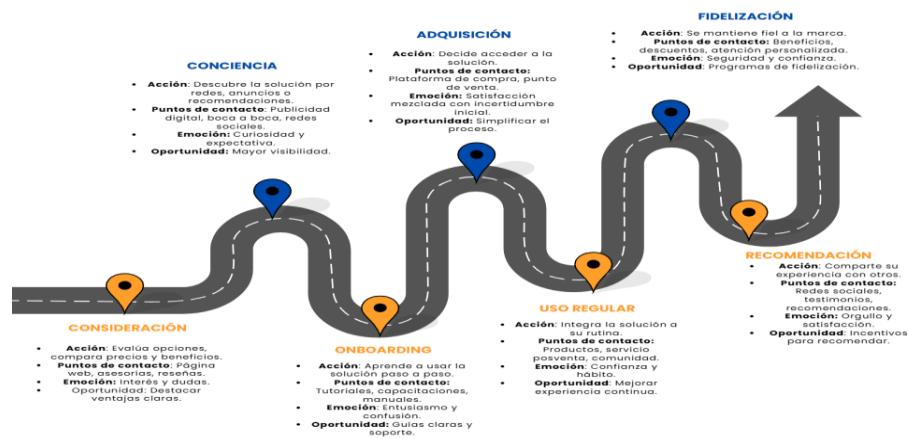 CONCIENCIA
• Acción: Descubre la solución por
redes, anuncios o
recomendaciones.
• Puntos de contacto: Publicidad
digital, boca a boca, redes
sociales.
• Emoción: Curiosidad y
expectativa.
• Oportunidad: Mayor visibilidad.
ADQUISICIÓN
• Acción: Decide acceder a la
solución.
• Puntos de contacto:
Plataforma de compra, punto
de venta.
• Emoción: Satisfacción
mezclada con incertidumbre
inicial.
• Oportunidad: Simplificar el
proceso.
FIDELIZACIÓN
• Acción: Se mantiene fiel a la marca.
• Puntos de contacto: Beneficios,
descuentos, atención personalizada.
• Emoción: Seguridad y confianza.
• Oportunidad: Programas de fidelización.
CONSIDERACIÓN
• Acción: Evalúa opciones,
compara precios y beneficios.
• Puntos de contacto: Página
web, asesorías, reseñas.
• Emoción: Interés y dudas.
• Oportunidad: Destacar
ventajas claras.
ONBOARDING
• Acción: Aprende a usar la
solución paso a paso.
• Puntos de contacto:
Tutoriales, capacitaciones,
manuales.
• Emoción: Entusiasmo y
confusión.
• Oportunidad: Guías claras y
soporte.
USO REGULAR
• Acción: Integra la solución a
su rutina.
• Puntos de contacto:
Productos, servicio
posventa, comunidad.
• Emoción: Confianza y
hábito.
• Oportunidad: Mejorar
experiencia continua.
RECOMENDACIÓN
• Acción: Comparte su
experiencia con otros.
• Puntos de contacto:
Redes sociales,
testimonios,
recomendaciones.
• Emoción: Orgullo y
satisfacción.
• Oportunidad: Incentivos
para recomendar.